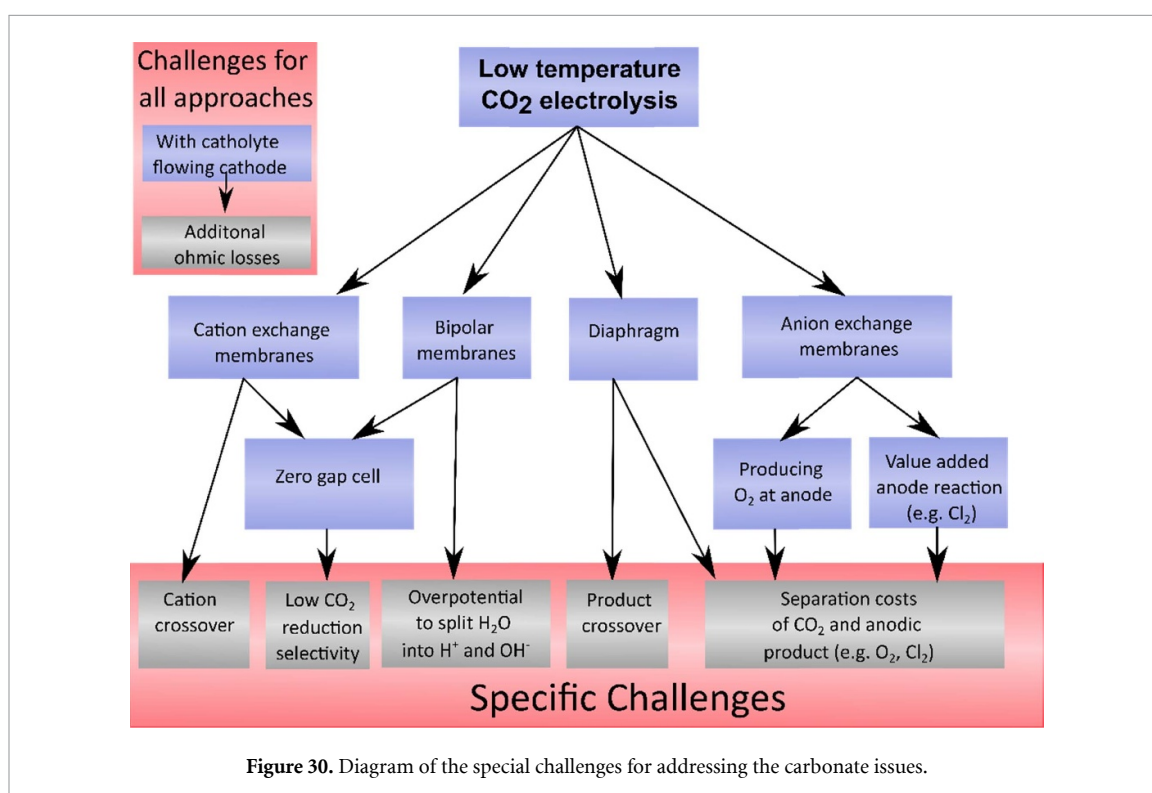 Challenges for
all approaches
With catholyte
flowing cathode
Additonal
ohmic losses
Low temperature
CO2 electrolysis
Cation exchange
membranes
Bipolar
membranes
Diaphragm
Anion exchange
membranes
Zero gap cell
Producing
O2 at anode
Value added
anode reaction
(e.g. Cl2)
Cation
crossover
Low CO2
reduction
selectivity
Overpotential
to split H2O
into H+ and OH-
Product
crossover
Separation costs
of CO2 and anodic
product (e.g. O2, Cl2)
Specific Challenges
Figure 30. Diagram of the special challenges for addressing the carbonate issues.